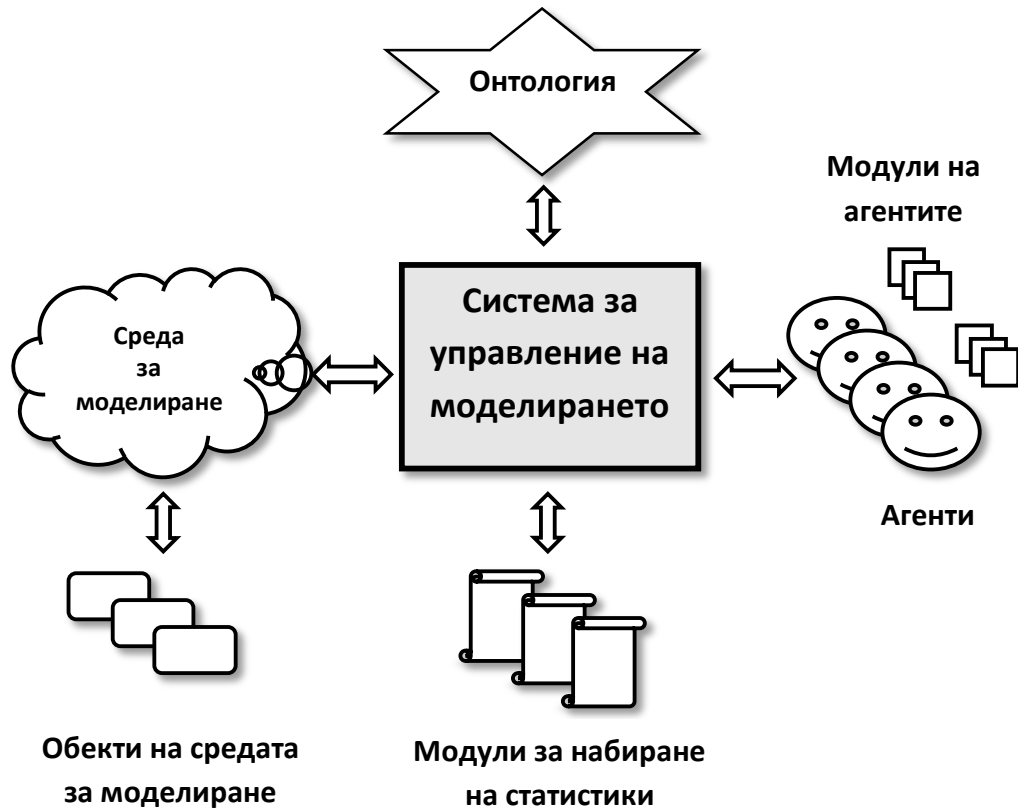 Онтология
Модули на
агентите
Система за
управление на
моделирането
Среда
за
моделиране
Агенти
Обекти на средата
за моделиране
Модули за набиране
на статистики